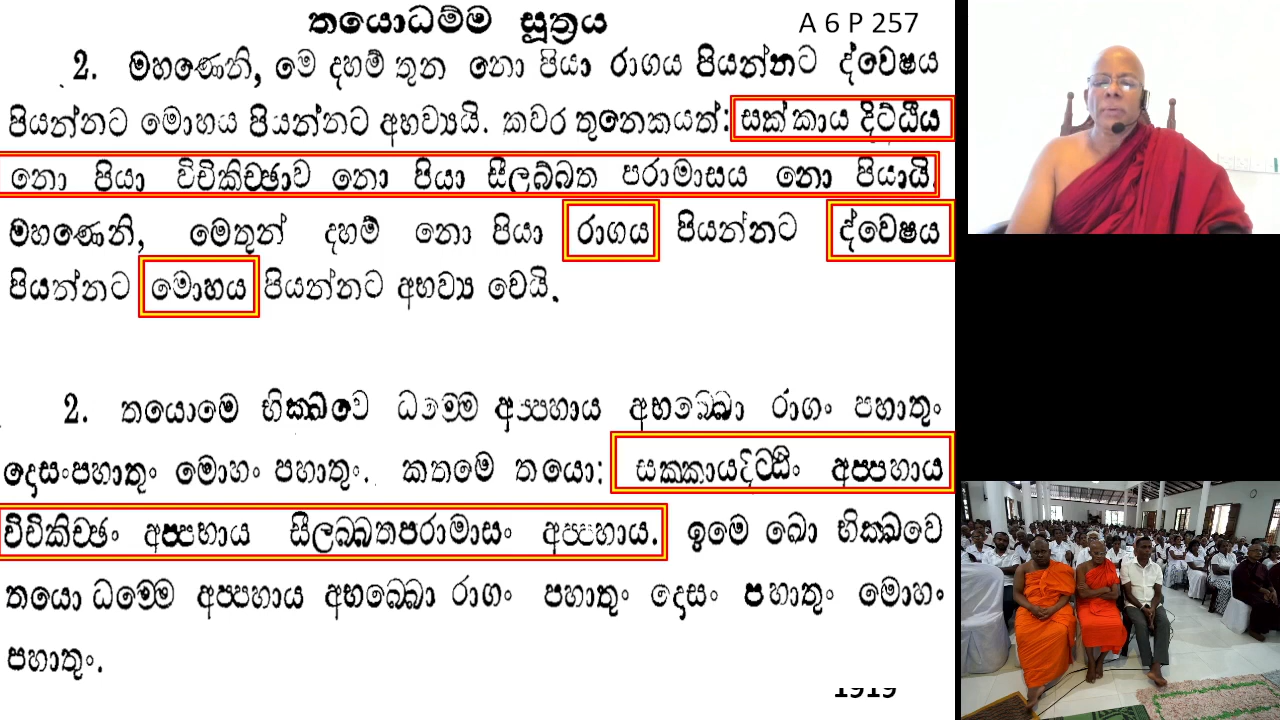 තයොධම්ම සූත්‍රය
A 6 P 257
2. මහණෙනි, මෙ දහම් තුන නො පියා රාගය පියන්නට ද්වෙෂය
පියන්නට මොහය පියන්නට අභව්‍යයි. කවර තුනෙකයත්: සක්කාය දිට්ඨිය
නො පියා විචිකිච්ඡාව නො පියා සීලබ්බත පරාමාසය නො පියායි.
මහණෙනි, මෙතුන් දහම් නො පියා රාගය පියන්නට ද්වෙෂය
පියන්නට මොහය පියන්නට අභව්‍ය වෙයි.
2. තයොමෙ භික්ඛවෙ ධම්මෙ අප්පහාය අභබ්බො රාගං පහාතුං
දොසංපහාතුං මොහං පහාතුං. කතමෙ තයො: සක්කායදිට්ඨිං අප්පහාය
විචිකිච්ඡං අප්පභාය සීලබ්බතපරාමාසං අප්පහාය. ඉමෙ ඛො භික්ඛවෙ
තයො ධම්මෙ අප්පහාය අභබ්බො රාගං පහාතුං දොසං පහාතුං මොහං
පහාතුං.
1919